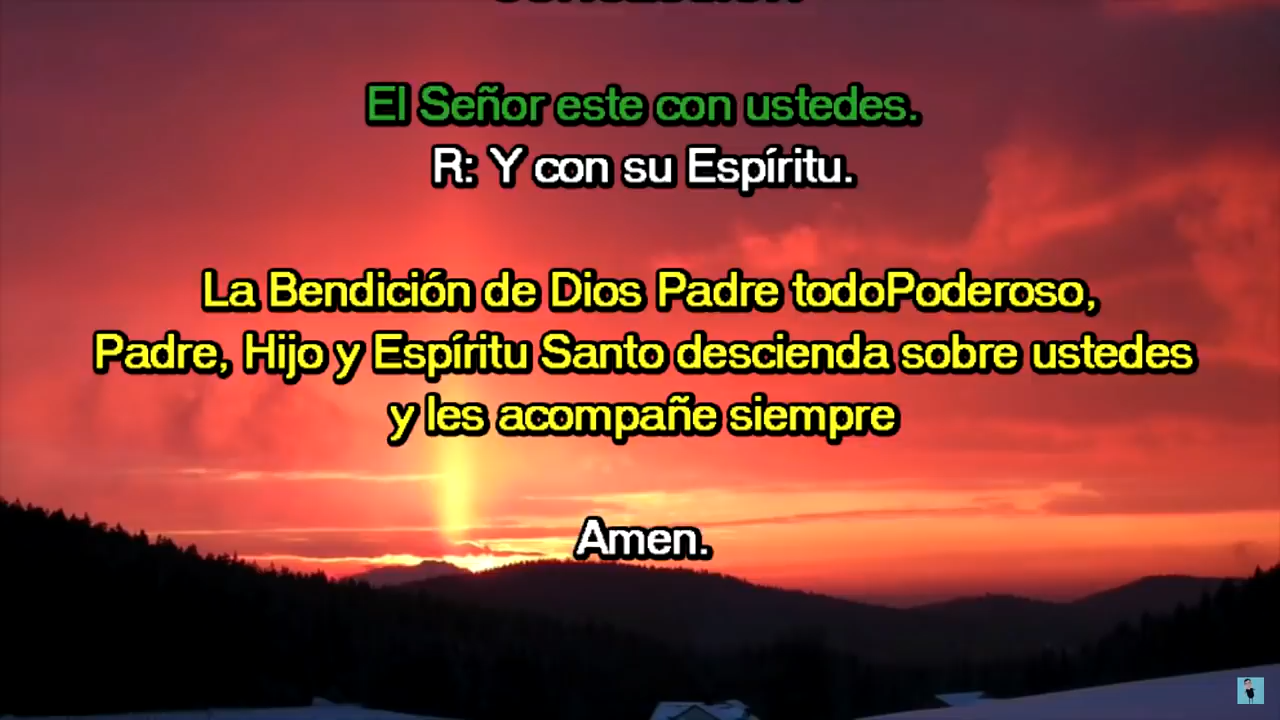 El Señor este con ustedes.
R: Y con su Espíritu.
La Bendición de Dios Padre todoPoderoso,
Padre, Hijo y Espíritu Santo descienda sobre ustedes
y les acompañe siempre
Amen.